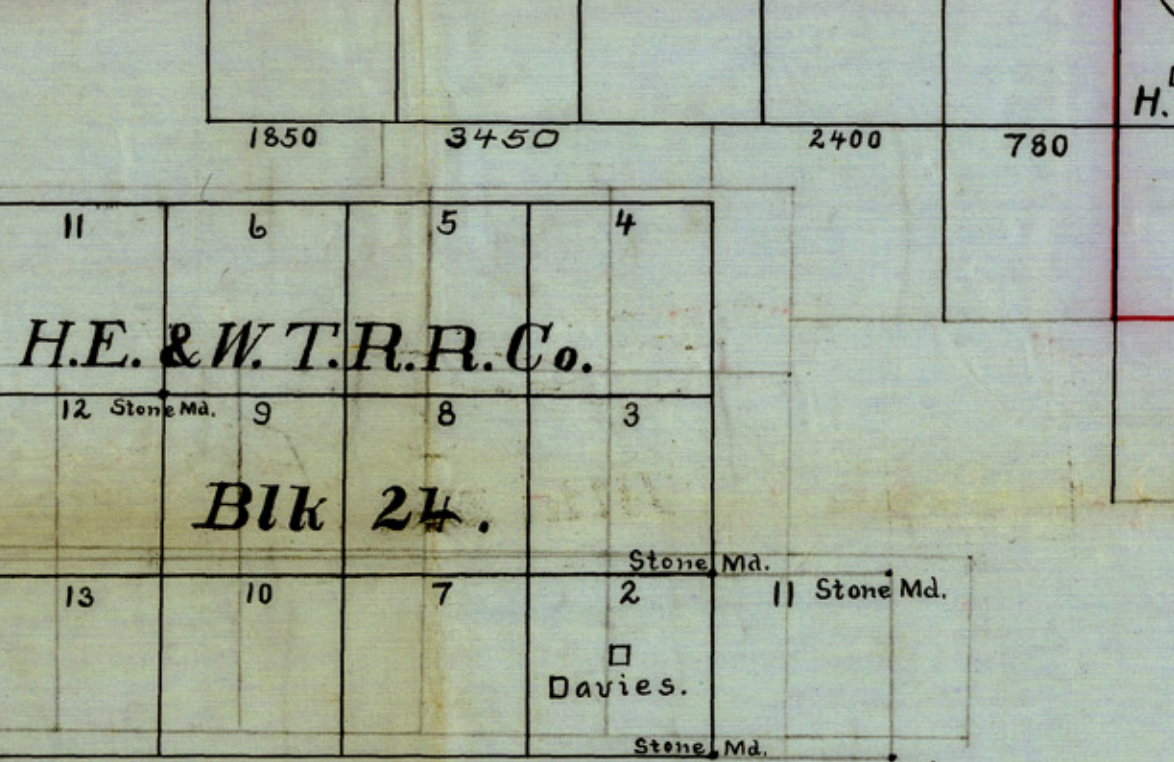 H.
1850 3450 2400 780
11 6 5 4
H.E. & W. T. R.R. Co.
12 Stone Md. 9 8 3
Blk 24.
Stone Md.
13 10 7 2 11 Stone Md.
Davies.
Stone Md.